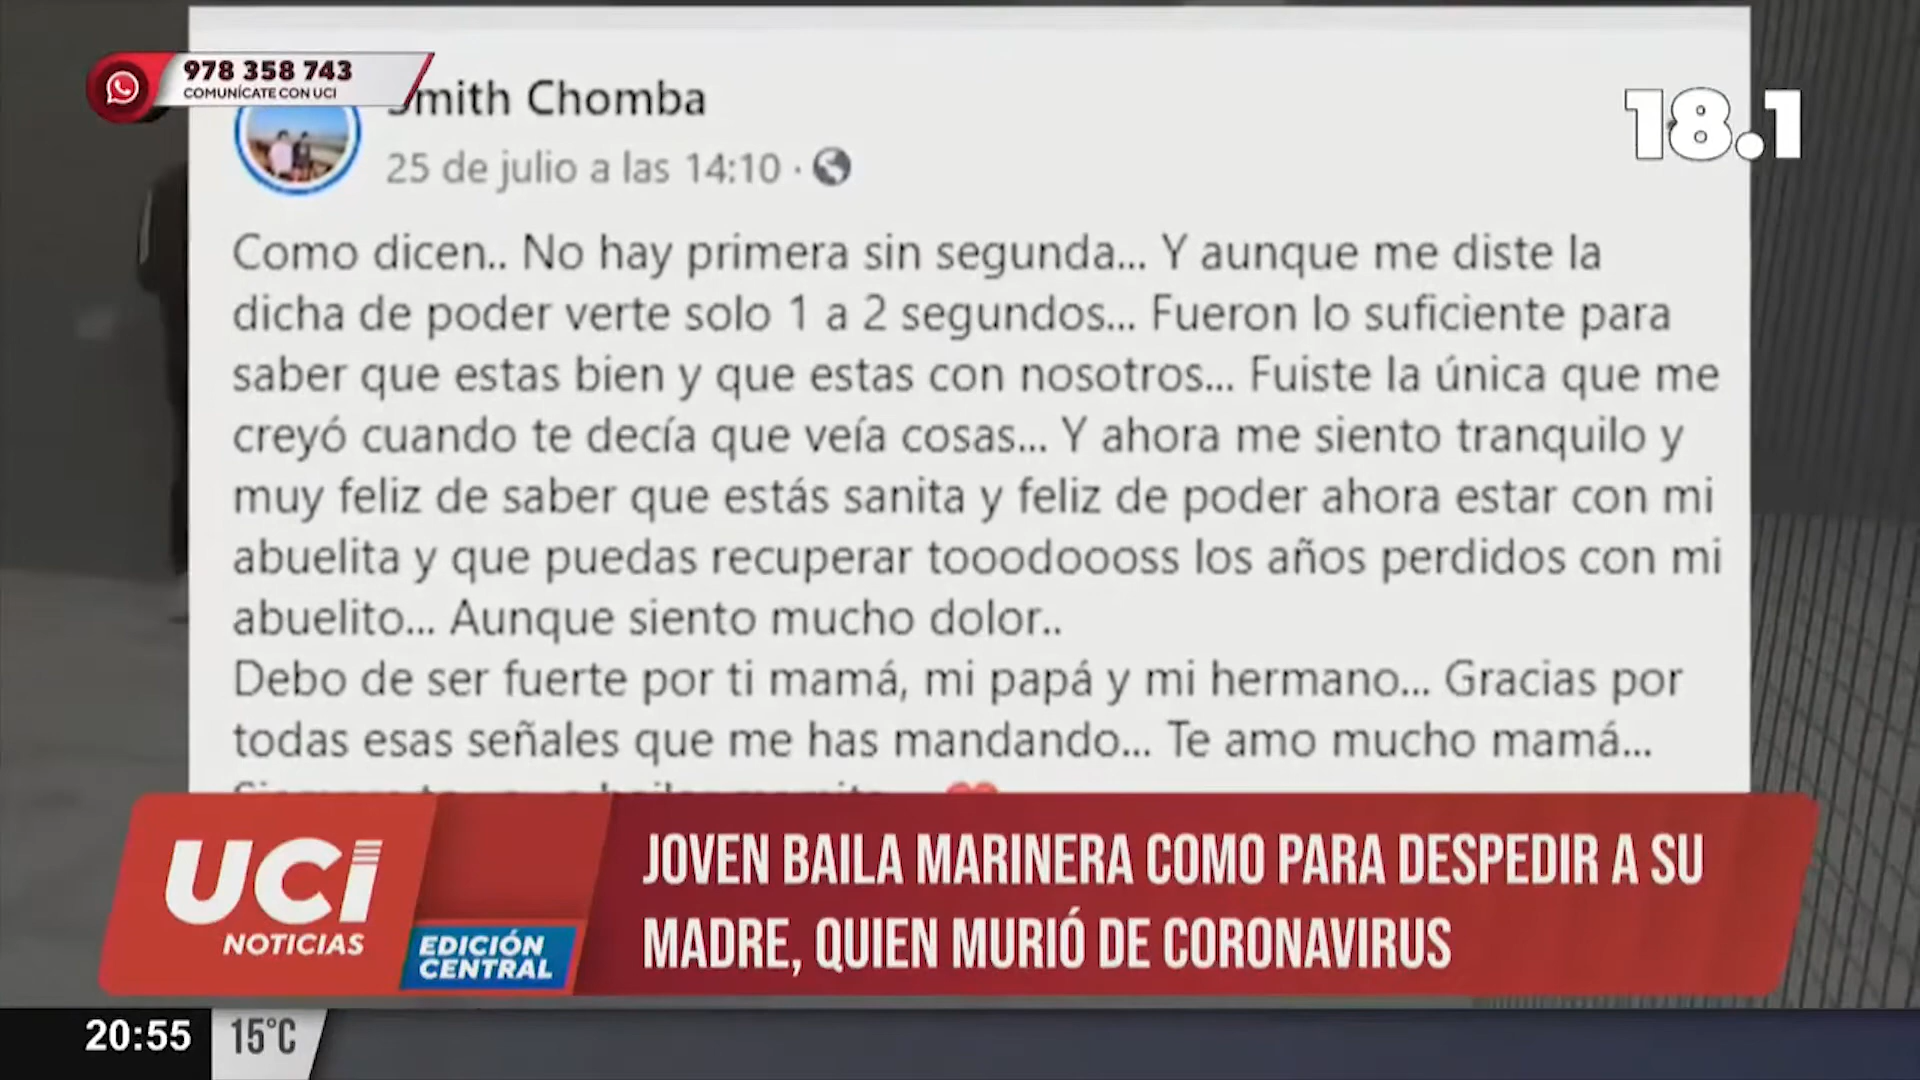 978 358 743
COMUNÍCATE CON UCI
18.1
Smith Chomba
25 de julio a las 14:10 ·
Como dicen.. No hay primera sin segunda... Y aunque me diste la
dicha de poder verte solo 1 a 2 segundos... Fueron lo suficiente para
saber que estas bien y que estas con nosotros... Fuiste la única que me
creyó cuando te decía que veía cosas... Y ahora me siento tranquilo y
muy feliz de saber que estás sanita y feliz de poder ahora estar con mi
abuelita y que puedas recuperar tooodoooss los años perdidos con mi
abuelito... Aunque siento mucho dolor..
Debo de ser fuerte por ti mamá, mi papá y mi hermano... Gracias por
todas esas señales que me has mandando... Te amo mucho mamá...
UCI
NOTICIAS
EDICIÓN
CENTRAL
JOVEN BAILA MARINERA COMO PARA DESPEDIR A SU
MADRE, QUIEN MURIÓ DE CORONAVIRUS
20:55
15°C